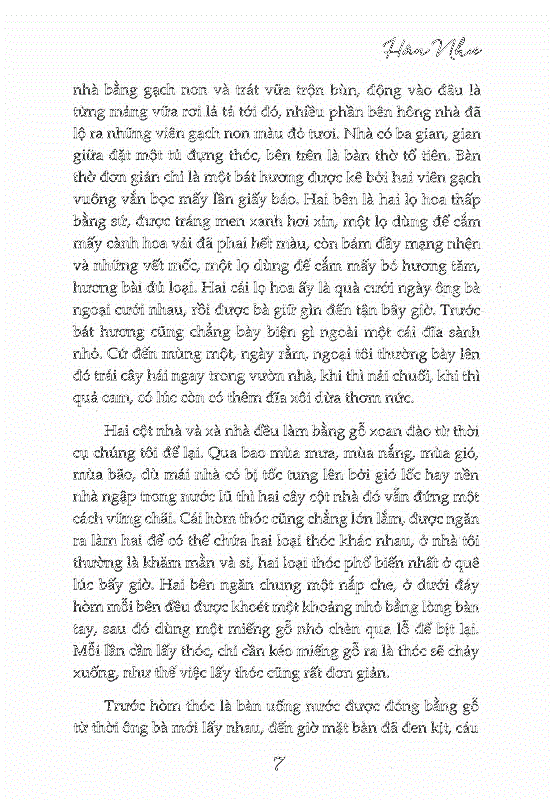 Hân Như
nhà bằng gạch non và trát vữa trộn bùn, động vào đâu là
từng mảng vữa rơi lả tả tới đó, nhiều phần bên hông nhà đã
lộ ra những viên gạch non màu đỏ tươi. Nhà có ba gian, gian
giữa đặt một tủ đựng thóc, bên trên là bàn thờ tổ tiên. Bàn
thờ đơn giản chỉ là một bát hương được kê bởi hai viên gạch
vuông vắn bọc mấy lần giấy báo. Hai bên là hai lọ hoa thấp
bằng sứ, được tráng men xanh hơi xỉn, một lọ dùng để cắm
mấy cành hoa vải đã phai hết màu, còn bám đầy mạng nhện
và những vết mốc, một lọ dùng để cắm mấy bó hương tăm,
hương bài đủ loại. Hai cái lọ hoa ấy là quà cưới ngày ông bà
ngoại cưới nhau, rồi được bà giữ gìn đến tận bây giờ. Trước
bát hương cũng chẳng bày biện gì ngoài một cái đĩa sành
nhỏ. Cứ đến mùng một, ngày rằm, ngoại tôi thường bày lên
đó trái cây hái ngay trong vườn nhà, khi thì nải chuối, khi thì
quả cam, có lúc còn có thêm đĩa xôi dừa thơm nức.
Hai cột nhà và xà nhà đều làm bằng gỗ xoan đào từ thời
cụ chúng tôi để lại. Qua bao mùa mưa, mùa nắng, mùa gió,
mùa bão, dù mái nhà có bị tốc tung lên bởi gió lốc hay nền
nhà ngập trong nước lũ thì hai cây cột nhà đó vẫn đứng một
cách vững chãi. Cái hòm thóc cũng chẳng lớn lắm, được ngăn
ra làm hai để có thể chứa hai loại thóc khác nhau, ở nhà tôi
thường là khăm mằn và si, hai loại thóc phổ biến nhất ở quê
lúc bấy giờ. Hai bên ngăn chung một nắp che, ở dưới đáy
hòm mỗi bên đều được khoét một khoảng nhỏ bằng lòng bàn
tay, sau đó dùng một miếng gỗ nhỏ chèn qua lỗ để bịt lại.
Mỗi lần cần lấy thóc, chỉ cần kéo miếng gỗ ra là thóc sẽ chảy
xuống, như thế việc lấy thóc cũng rất đơn giản.
Trước hòm thóc là bàn uống nước được đóng bằng gỗ
từ thời ông bà mới lấy nhau, đến giờ mặt bàn đã đen kịt, cáu
7